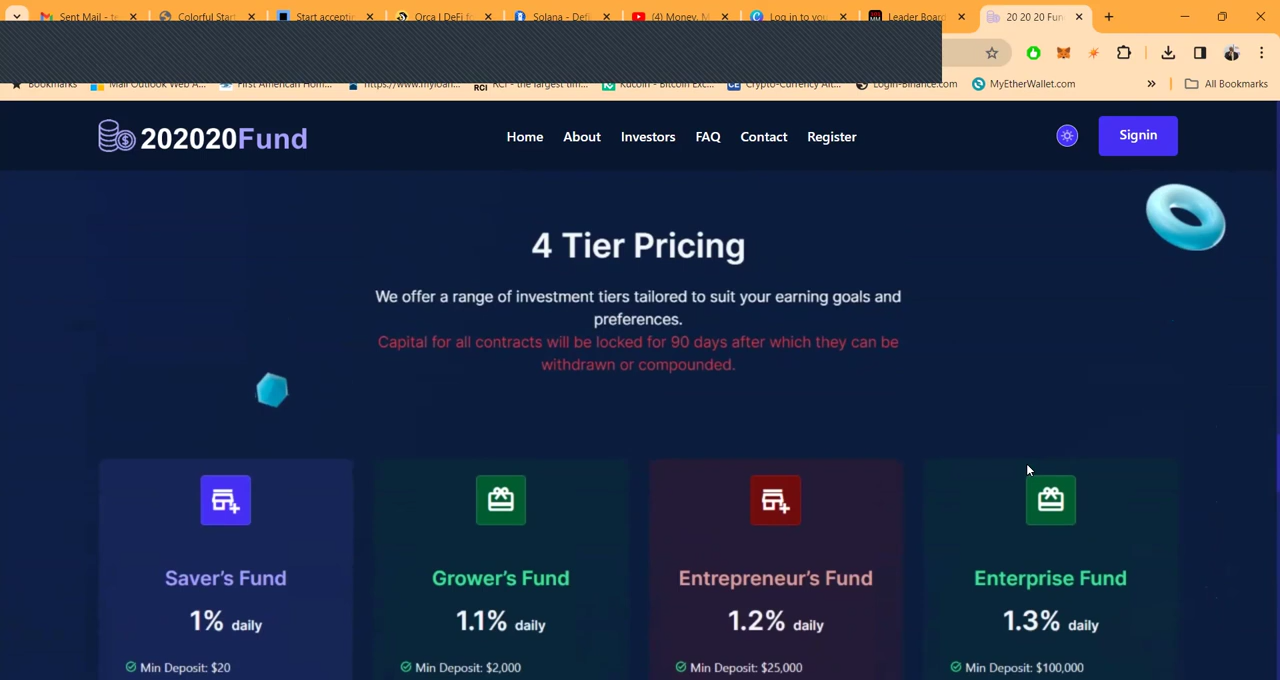 Sent Mail - te
Colorful Start
Start acceptin
Orca | DeFi fo
Solana - Defi
(4) Money, M
Log in to you
Leader Board
20 20 20 Fun
Bookmarks
Mail Outlook Web A...
First American Hom...
https://www.myloan...
RCI
RCI - the largest tim...
Kucoin - Bitcoin Exc...
Crypto-Currency Alt...
Login-Binance.com
MyEtherWallet.com
»
All Bookmarks
202020Fund
Home
About
Investors
FAQ
Contact
Register
Signin
4 Tier Pricing
We offer a range of investment tiers tailored to suit your earning goals and
preferences.
Capital for all contracts will be locked for 90 days after which they can be
withdrawn or compounded.
Saver's Fund
1% daily
Min Deposit: $20
Grower's Fund
1.1% daily
Min Deposit: $2,000
Entrepreneur's Fund
1.2% daily
Min Deposit: $25,000
Enterprise Fund
1.3% daily
Min Deposit: $100,000